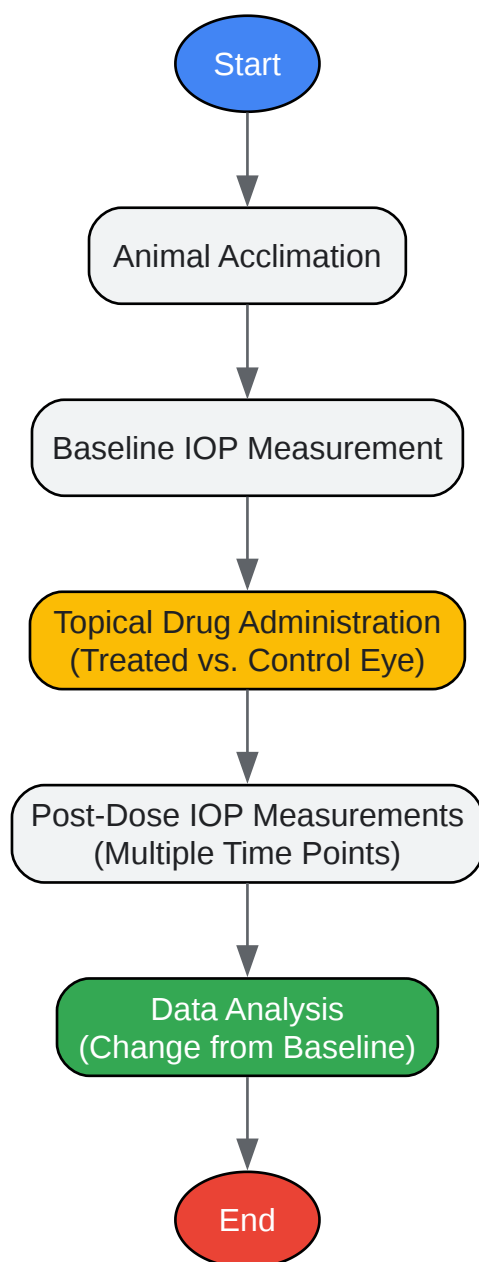 Start
Animal Acclimation
Baseline IOP Measurement
Topical Drug Administration
(Treated vs. Control Eye)
Post-Dose IOP Measurements
(Multiple Time Points)
Data Analysis
(Change from Baseline)
End